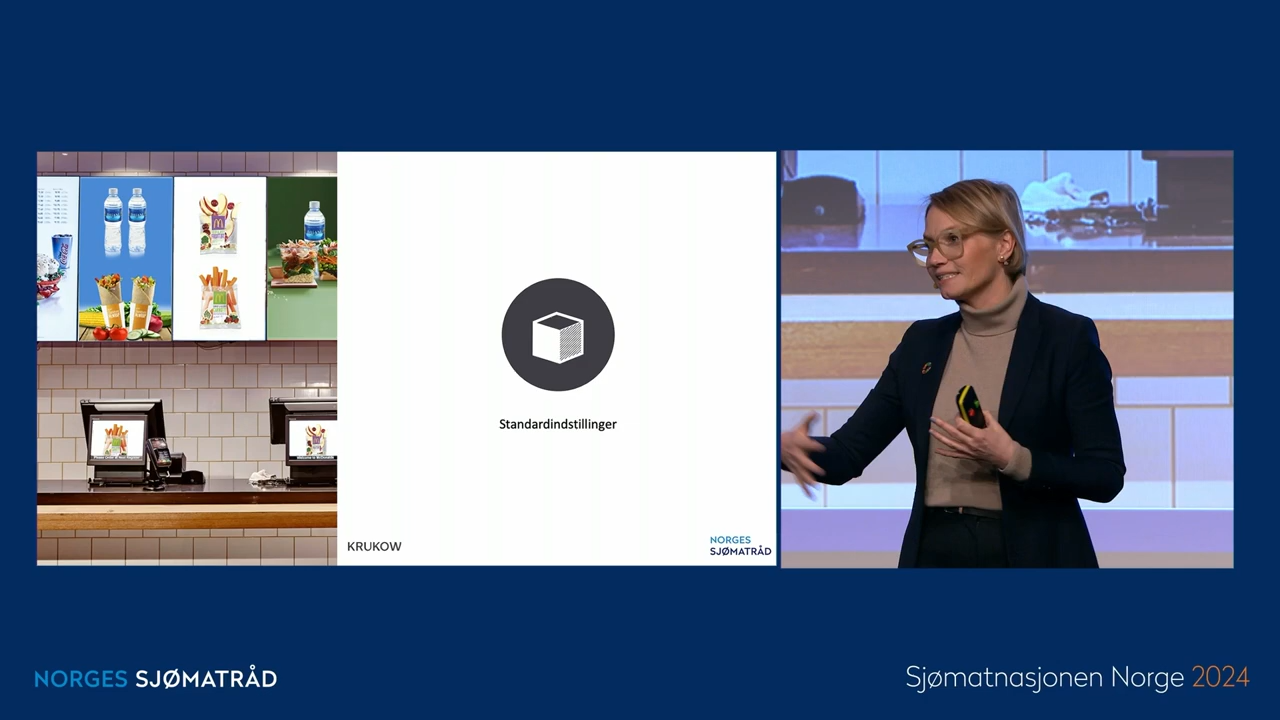 Standardindstillinger
KRUKOW
NORGES
SJØMATRÅD
NORGES SJØMATRÅD
Sjømatnasjonen Norge 2024